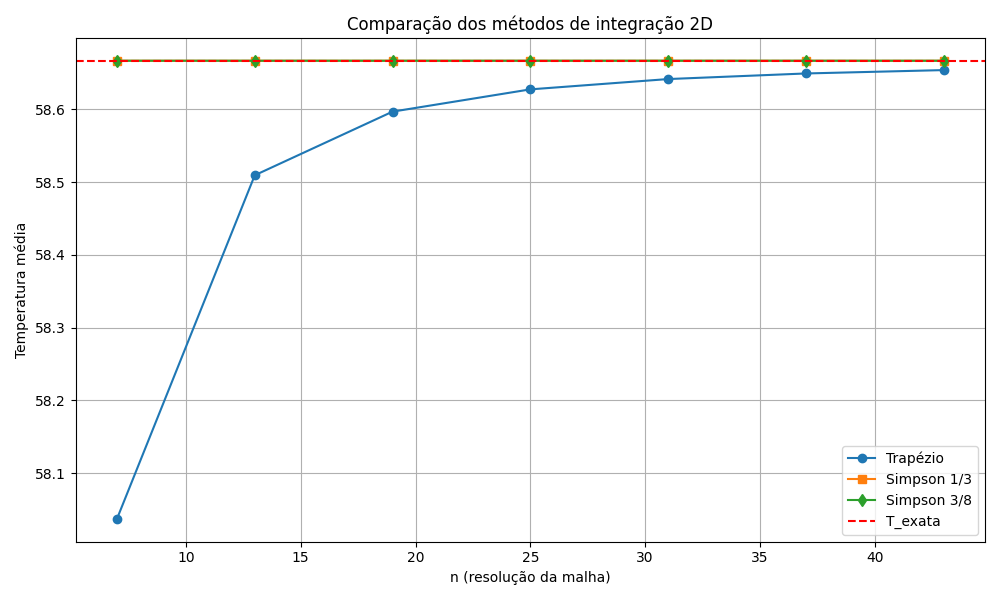 Comparação dos métodos de integração 2D
Temperatura média
58.6
58.5
58.4
58.3
58.2
58.1
10
15
20
25
30
35
40
n (resolução da malha)
Trapézio
Simpson 1/3
Simpson 3/8
T_exata